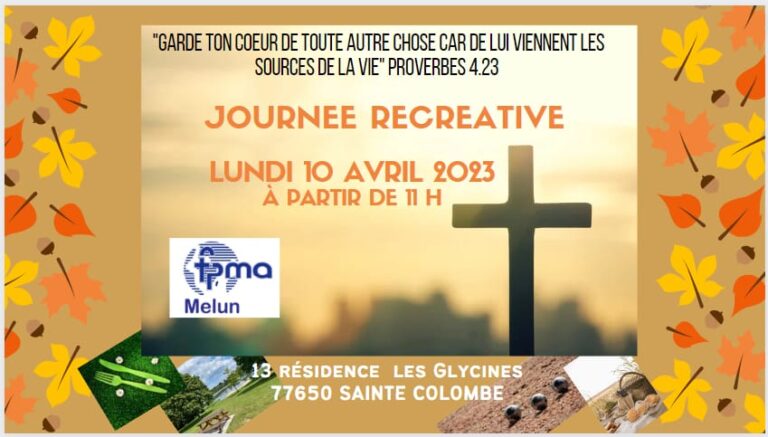 "GARDE TON COEUR DE TOUTE AUTRE CHOSE CAR DE LUI VIENNENT LES
SOURCES DE LA VIE" PROVERBES 4.23
JOURNEE RECREATIVE
LUNDI 10 AVRIL 2023
À PARTIR DE 11 H
fpma
Melun
13 RÉSIDENCE LES GLYCINES
77650 SAINTE COLOMBE